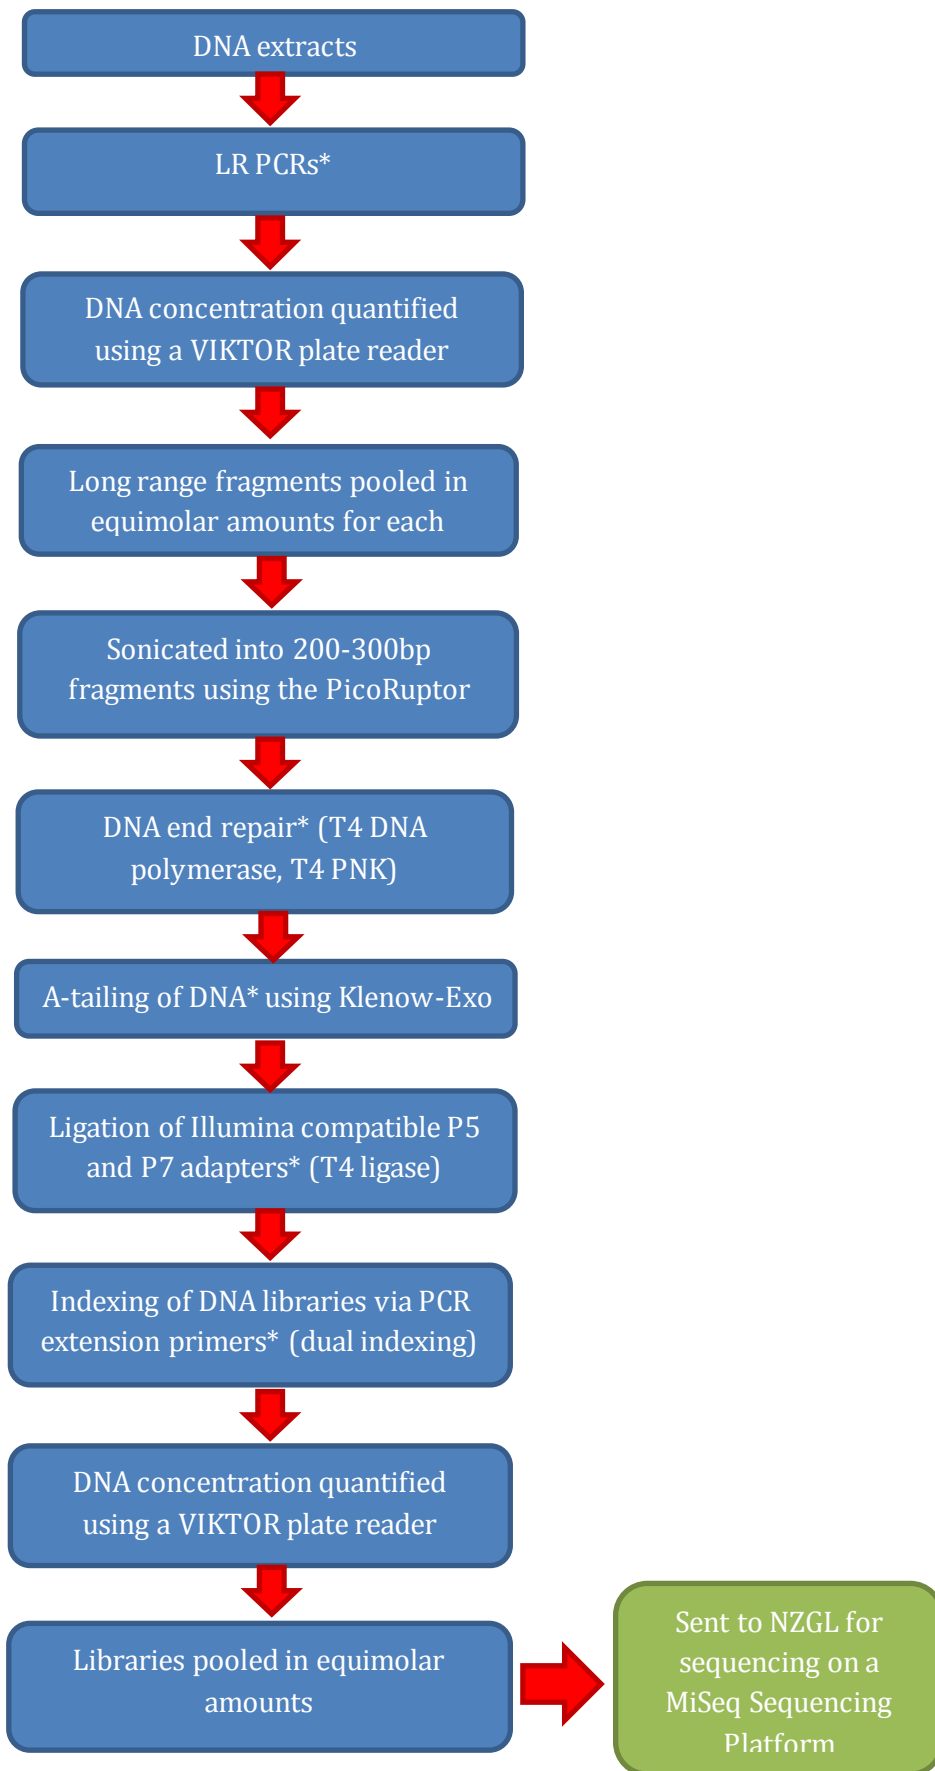 DNA extracts
LR PCRs*
DNA concentration quantified
using a VIKTOR plate reader
Long range fragments pooled in
equimolar amounts for each
Sonicated into 200-300bp
fragments using the PicoRuptor
DNA end repair* (T4 DNA
polymerase, T4 PNK)
A-tailing of DNA* using Klenow-Exo
Ligation of Illumina compatible P5
and P7 adapters* (T4 ligase)
Indexing of DNA libraries via PCR
extension primers* (dual indexing)
DNA concentration quantified
using a VIKTOR plate reader
Libraries pooled in equimolar
amounts
Sent to NZGL for
sequencing on a
MiSeq Sequencing
Platform